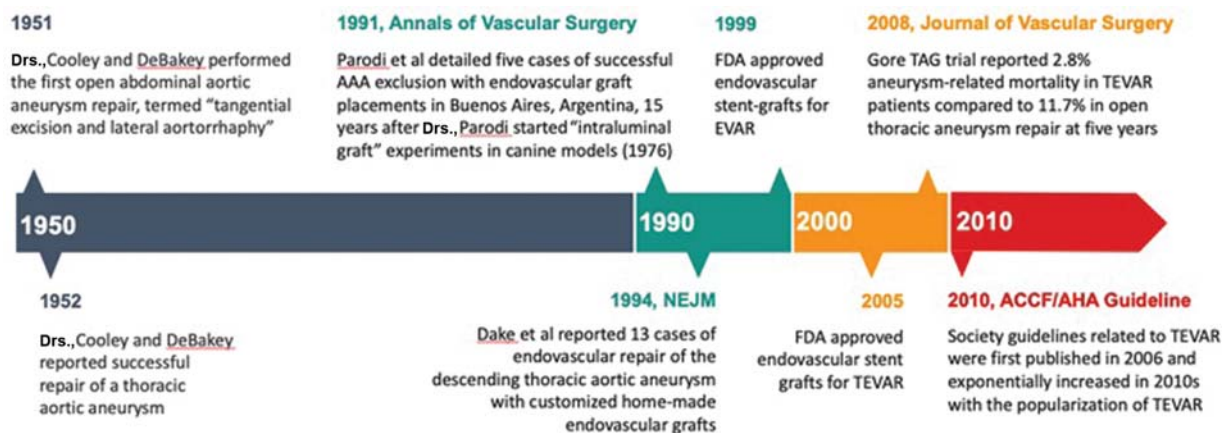 1951
Drs.,Cooley and DeBakey performed
the first open abdominal aortic
aneurysm repair, termed “tangential
excision and lateral aortorrhaphy”
1991, Annals of Vascular Surgery
Parodi et al detailed five cases of successful
AAA exclusion with endovascular graft
placements in Buenos Aires, Argentina, 15
years after Drs.,Parodi started “intraluminal
graft” experiments in canine models (1976)
1999
FDA approved
endovascular
stent-grafts for
EVAR
2008, Journal of Vascular Surgery
Gore TAG trial reported 2.8%
aneurysm-related mortality in TEVAR
patients compared to 11.7% in open
thoracic aneurysm repair at five years
1950
1990
2000
2010
1952
Drs.,Cooley and DeBakey
reported successful
repair of a thoracic
aortic aneurysm
1994, NEJM
Dake et al reported 13 cases of
endovascular repair of the
descending thoracic aortic aneurysm
with customized home-made
endovascular grafts
2005
FDA approved
endovascular stent
grafts for TEVAR
2010, ACCF/AHA Guideline
Society guidelines related to TEVAR
were first published in 2006 and
exponentially increased in 2010s
with the popularization of TEVAR